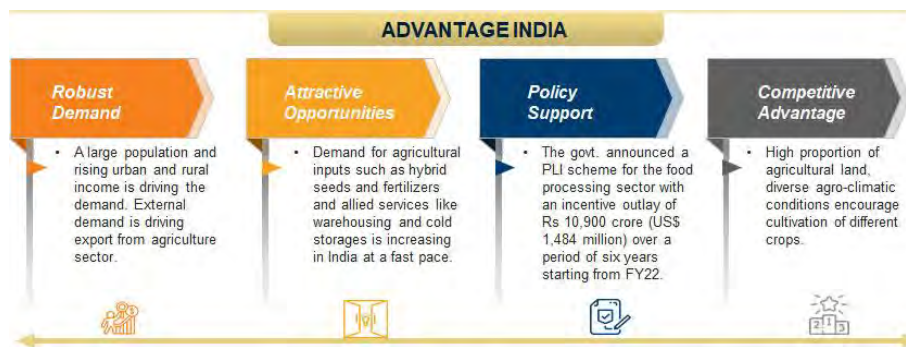 ADVANTAGE INDIA
Robust
Demand
• A large population and
rising urban and rural
income is driving the
demand. External
demand is driving
export from agriculture
sector.
Attractive
Opportunities
• Demand for agricultural
inputs such as hybrid
seeds and fertilizers
and allied services like
warehousing and cold
storages is increasing
in India at a fast pace.
Policy
Support
• The govt. announced a
PLI scheme for the food
processing sector with
an incentive outlay of
Rs 10,900 crore (US$
1,484 million) over a
period of six years
starting from FY22.
Competitive
Advantage
• High proportion of
agricultural land,
diverse agro-climatic
conditions encourage
cultivation of different
crops.
2 1 3